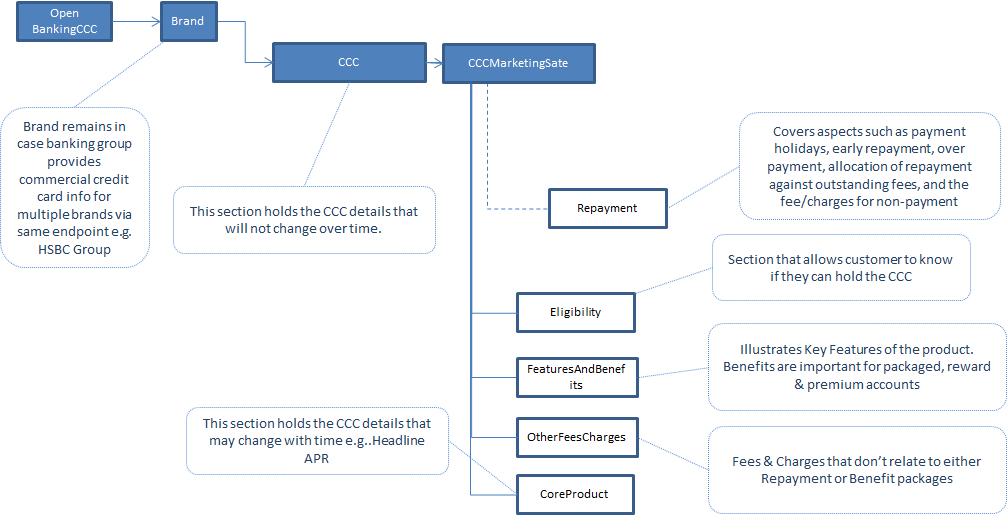 Open
BankingCCC
Brand
CCC
CCCMarketingSate
Brand remains in
case banking group
provides
commercial credit
card info for
multiple brands via
same endpoint e.g.
HSBC Group
This section holds the CCC details that
will not change over time.
Covers aspects such as payment
holidays, early repayment, over
payment, allocation of repayment
against outstanding fees, and the
fee/charges for non-payment
Repayment
Section that allows customer to know
if they can hold the CCC
Eligibility
Illustrates Key Features of the product.
Benefits are important for packaged, reward
& premium accounts
FeaturesAndBenef
its
This section holds the CCC details that
may change with time e.g..Headline
APR
OtherFeesCharges
Fees & Charges that don't relate to either
Repayment or Benefit packages
CoreProduct